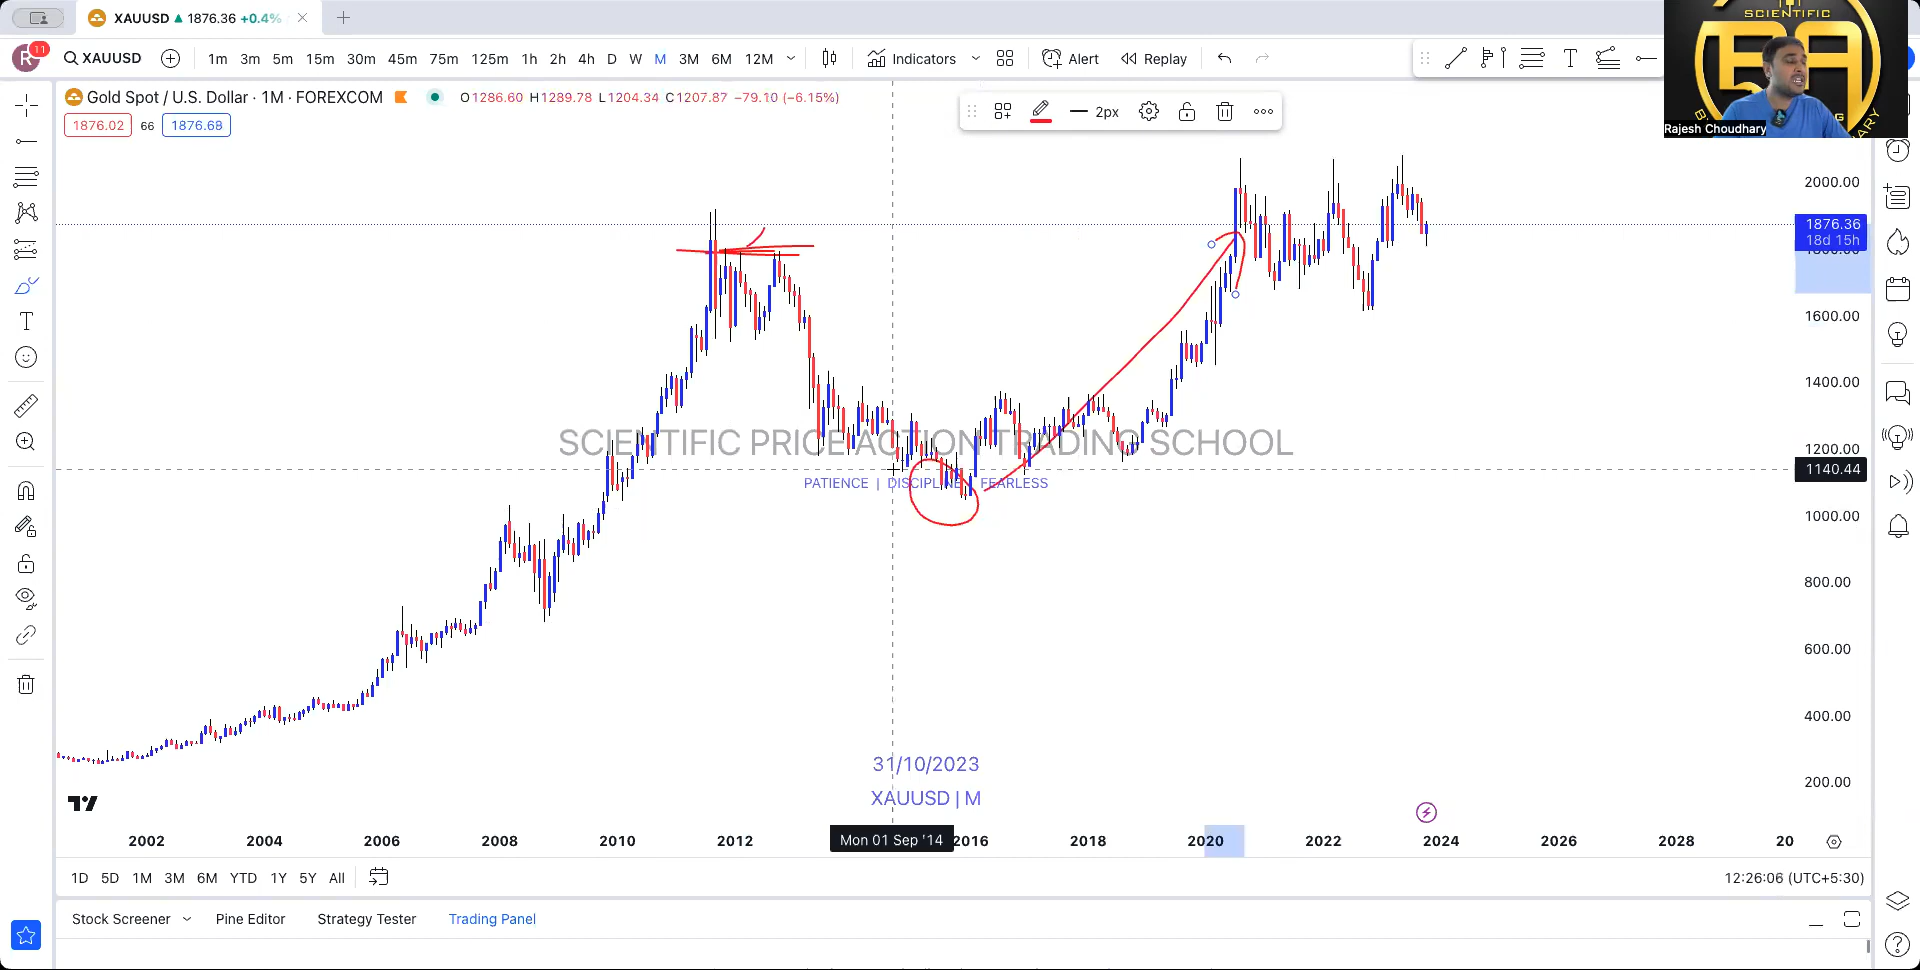 XAUUSD ▲ 1876.36 +0.4%
SCIENTIFIC
R 11 XAUUSD 1m 3m 5m 15m 30m 45m 75m 125m 1h 2h 4h D W M 3M 6M 12M Indicators Alert Replay
Gold Spot / U.S. Dollar · 1M · FOREXCOM O1286.60 H1289.78 L1204.34 C1207.87 −79.10 (−6.15%)
1876.02 66 1876.68
2px
Rajesh Choudhary
2000.00
1876.36
18d 15h
1600.00
1400.00
1200.00
1140.44
1000.00
800.00
600.00
400.00
200.00
SCIENTIFIC PRICE ACTION TRADING SCHOOL
PATIENCE | DISCIPLINE FEARLESS
31/10/2023
XAUUSD | M
2002 2004 2006 2008 2010 2012 Mon 01 Sep '14 2016 2018 2020 2022 2024 2026 2028 20
1D 5D 1M 3M 6M YTD 1Y 5Y All
12:26:06 (UTC+5:30)
Stock Screener Pine Editor Strategy Tester Trading Panel